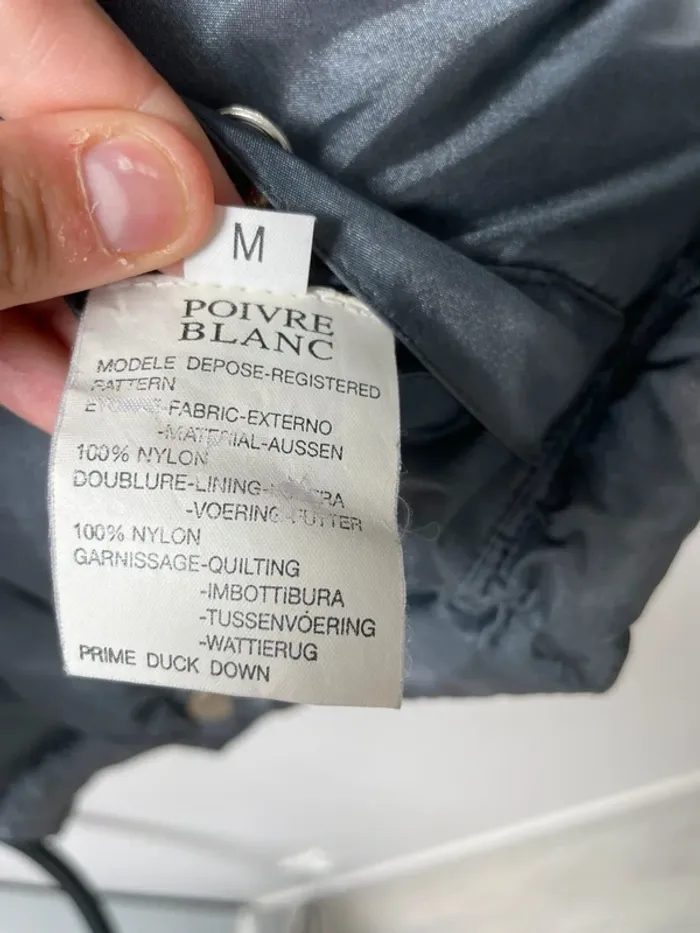 M
POIVRE
BLANC
MODELE DEPOSE-REGISTERED
PATTERN
-FABRIC-EXTERNO
-MATERIAL-AUSSEN
100% NYLON
DOUBLURE-LINING-
-VOERING-FUTTER
100% NYLON
GARNISSAGE-QUILTING
-IMBOTTIBURA
-TUSSENVÓERING
-WATTIERUG
PRIME DUCK DOWN